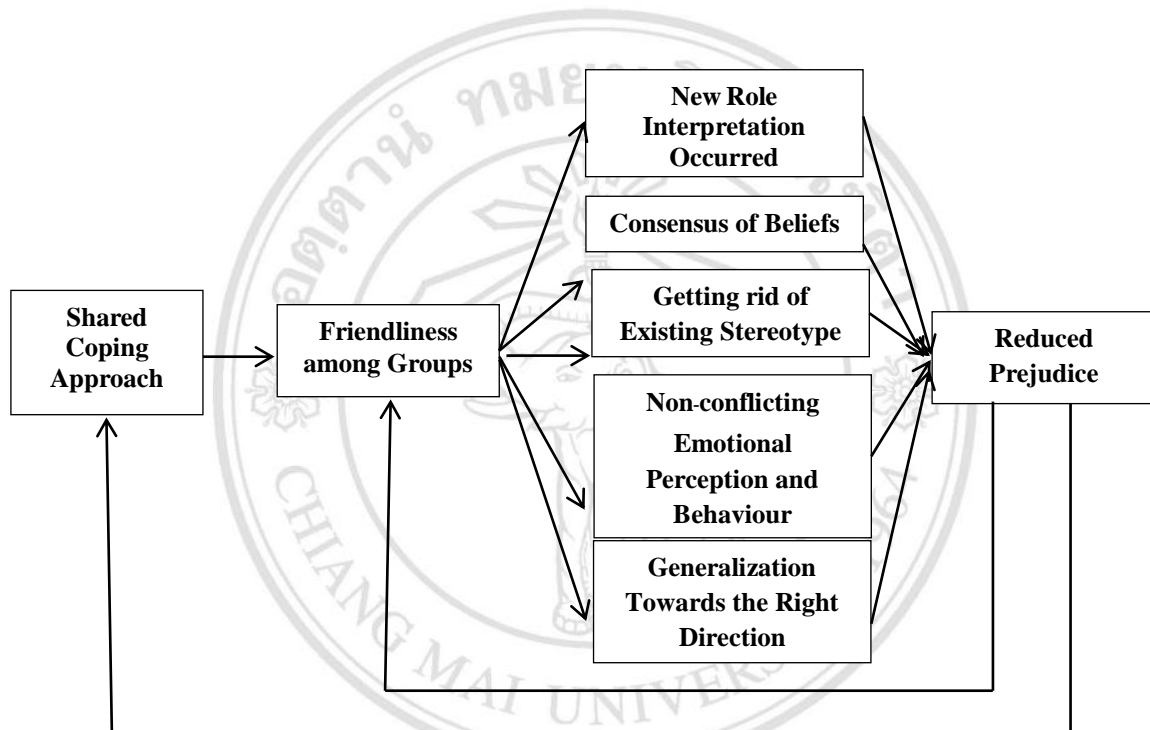 New Role
Interpretation
Occurred
Consensus of Beliefs
Shared
Coping
Approach
Friendliness
among Groups
Getting rid of
Existing Stereotype
Reduced
Prejudice
Non-conflicting
Emotional
Perception and
Behaviour
Generalization
Towards the Right
Direction
CHIANG MAI UNIVERS